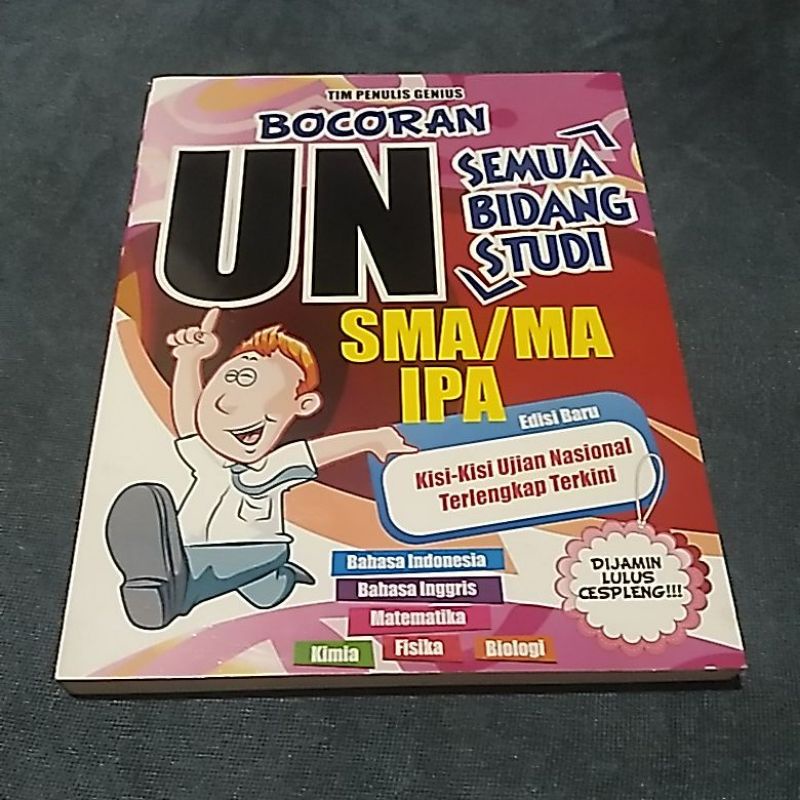 TIM PENULIS GENIUS
BOCORAN
UN
SEMUA
BIDANG
STUDI
SMA/MA
IPA
Edisi Baru
Kisi-Kisi Ujian Nasional
Terlengkap Terkini
DIJAMIN
LULUS
CESPLENG!!!
Bahasa Indonesia
Bahasa Inggris
Matematika
Kimia Fisika Biologi